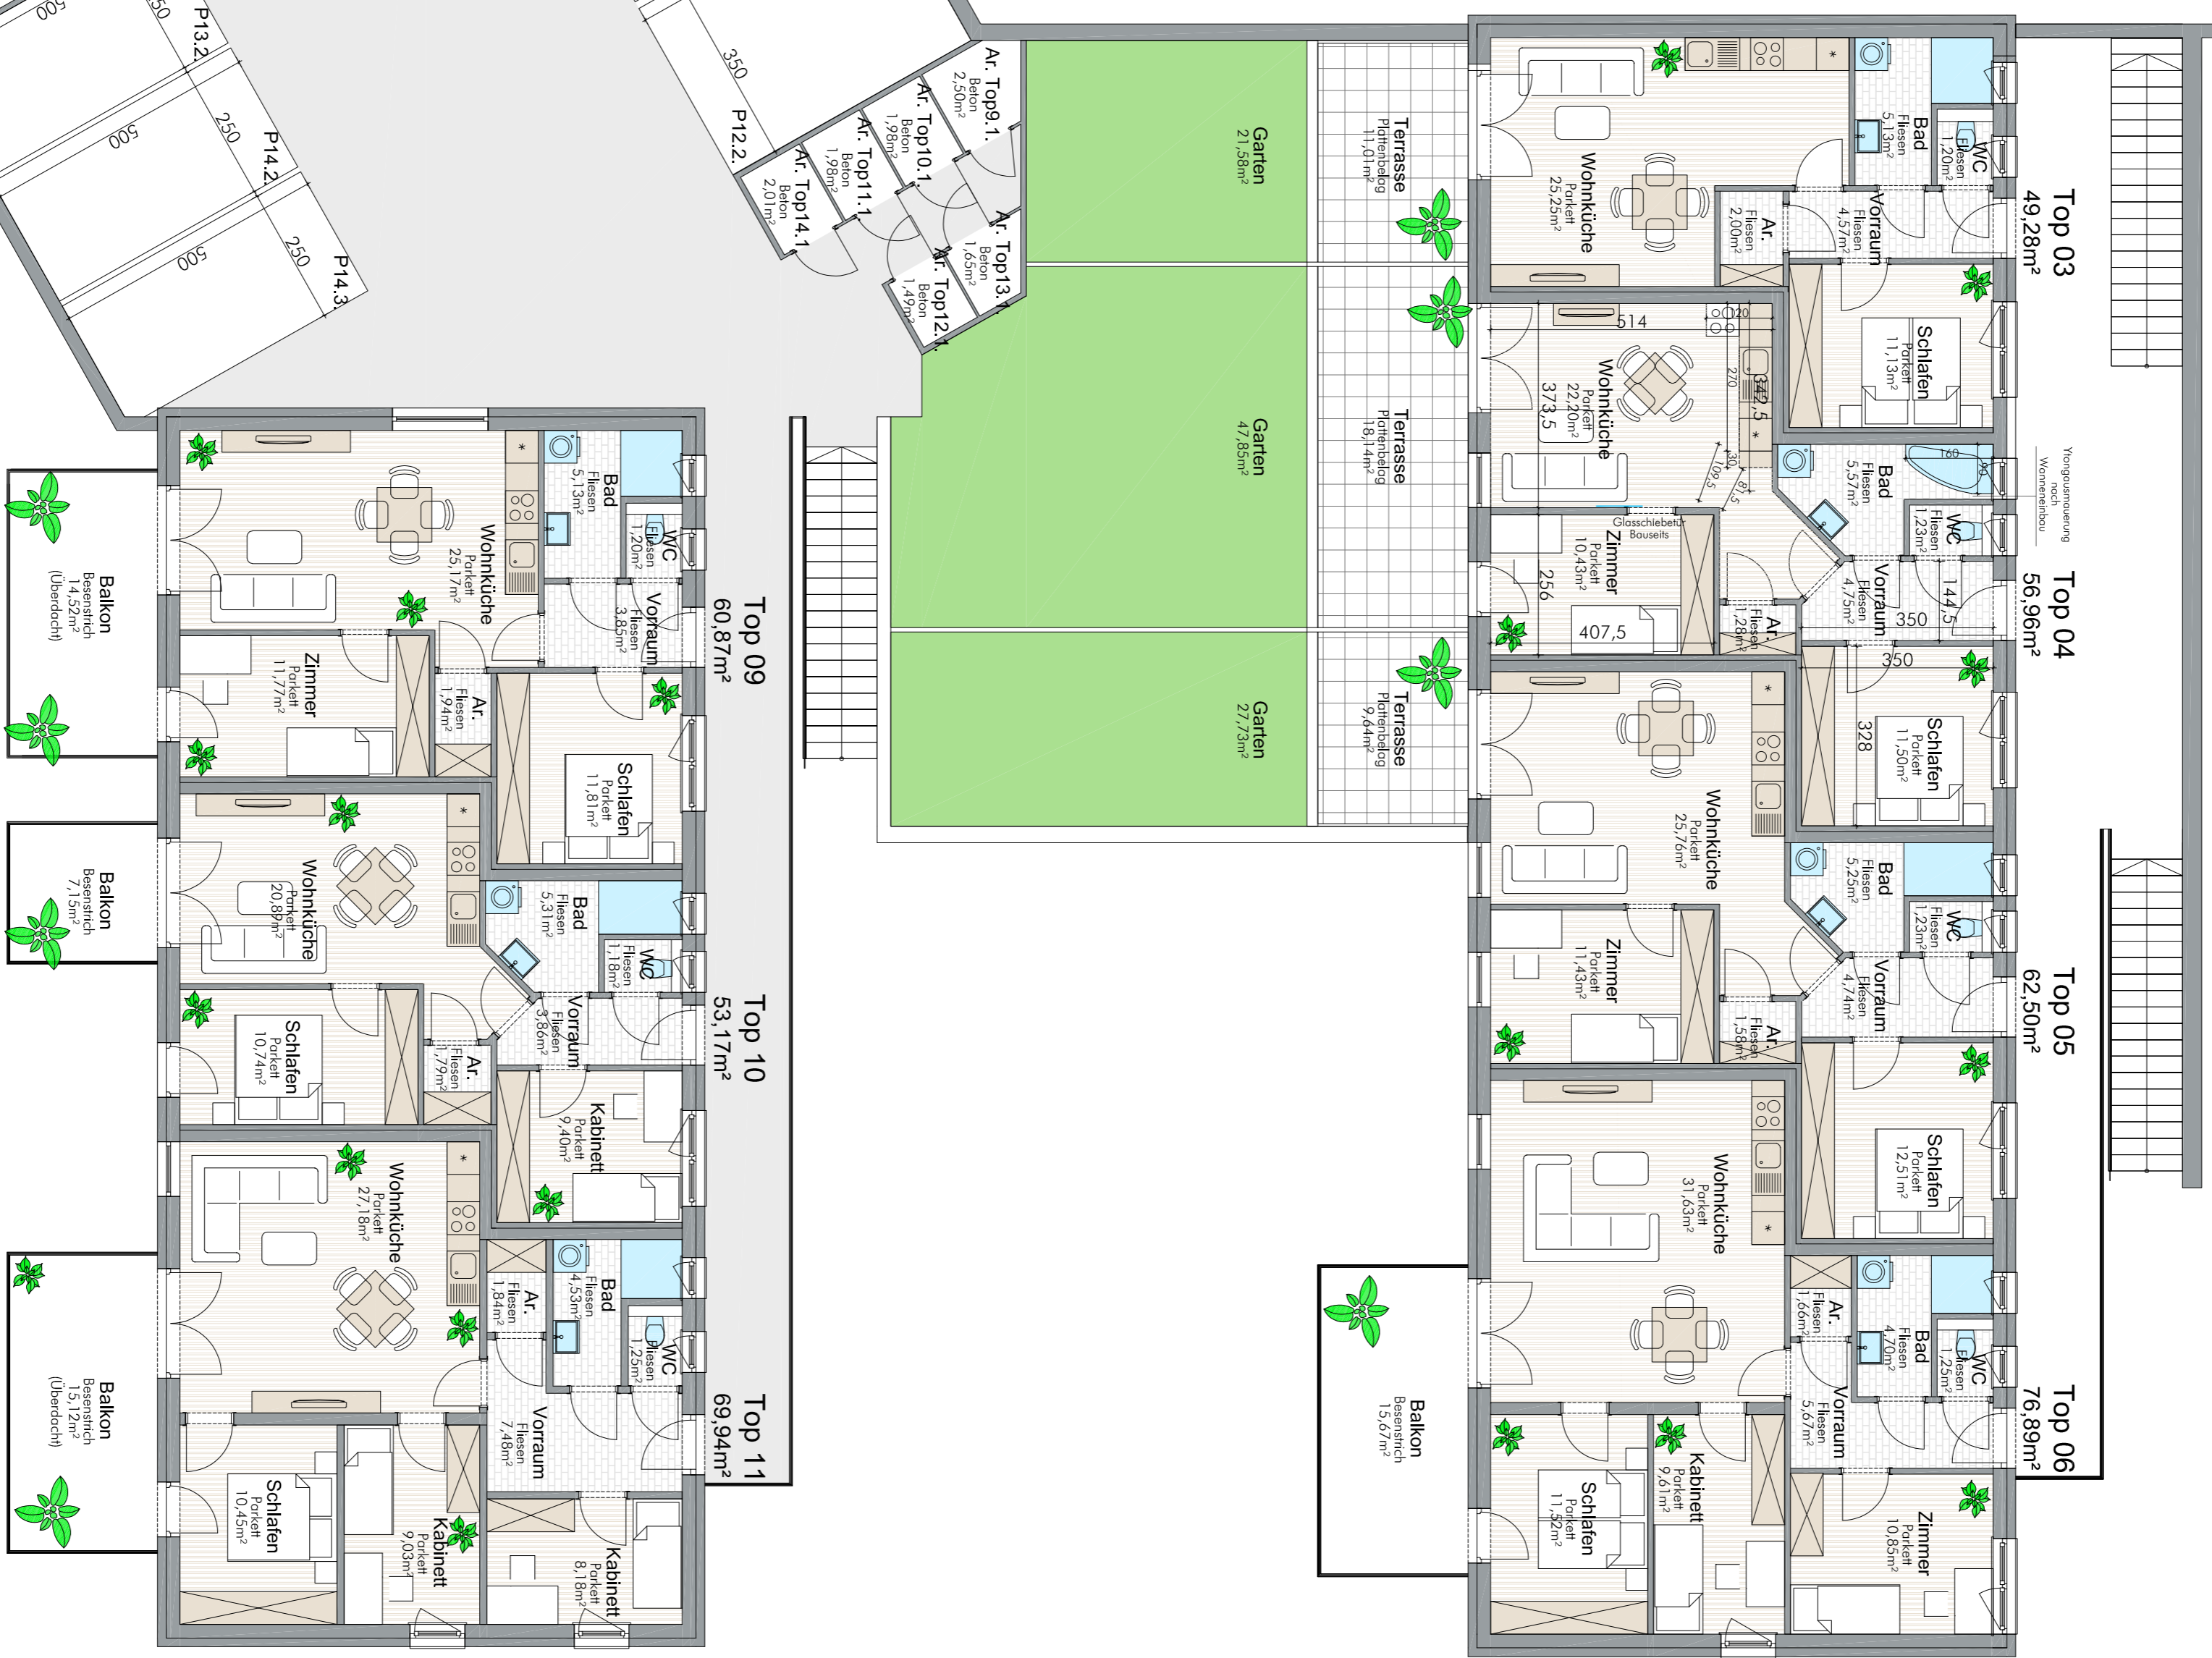 Top 03
49,28m²
Wohnküche
Parkett
25,25m²
Bad
Fliesen
5,13m²
WC
Fliesen
1,20m²
Vorraum
Fliesen
4,57m²
Ar.
Fliesen
2,00m²
Schlafen
Parkett
11,13m²
Terrasse
Plattenbelag
11,01m²
Garten
21,58m²
Top 04
56,96m²
Ytongausmauerung
noch
Wanneneinbau
Wohnküche
Parkett
22,20m²
514
120
270
342,5
373,5
30
109,5
87,5
Glasschiebetür
Bauseits
Zimmer
Parkett
10,43m²
256
407,5
Bad
Fliesen
5,57m²
160
90
WC
Fliesen
1,23m²
Vorraum
Fliesen
4,75m²
144,5
350
350
328
Ar.
Fliesen
1,28m²
Schlafen
Parkett
11,50m²
Terrasse
Plattenbelag
18,14m²
Garten
47,85m²
Top 05
62,50m²
Wohnküche
Parkett
25,76m²
Zimmer
Parkett
11,43m²
Bad
Fliesen
5,25m²
WC
Fliesen
1,23m²
Vorraum
Fliesen
4,74m²
Ar.
Fliesen
1,58m²
Schlafen
Parkett
12,51m²
Terrasse
Plattenbelag
9,64m²
Garten
27,73m²
Top 06
76,89m²
Wohnküche
Parkett
31,63m²
Ar.
Fliesen
1,66m²
Bad
Fliesen
4,70m²
WC
Fliesen
1,25m²
Vorraum
Fliesen
5,67m²
Schlafen
Parkett
11,52m²
Kabinett
Parkett
9,61m²
Zimmer
Parkett
10,85m²
Balkon
Besenstrich
15,67m²
Ar. Top9.1.
Beton
2,50m²
Ar. Top10.1.
Beton
1,98m²
Ar. Top11.1.
Beton
1,98m²
Ar. Top14.1
Beton
2,01m²
Ar. Top13.1
Beton
1,65m²
Ar. Top12.1.
Beton
1,49m²
350
P12.2.
P13.2.
P14.2.
P14.3.
500
250
500
250
500
250
Top 09
60,87m²
Wohnküche
Parkett
25,17m²
Bad
Fliesen
5,13m²
WC
Fliesen
1,20m²
Vorraum
Fliesen
3,85m²
Zimmer
Parkett
11,77m²
Ar.
Fliesen
1,94m²
Schlafen
Parkett
11,81m²
Balkon
Besenstrich
14,52m²
(Überdacht)
Top 10
53,17m²
Wohnküche
Parkett
20,89m²
Bad
Fliesen
5,31m²
WC
Fliesen
1,18m²
Vorraum
Fliesen
3,86m²
Schlafen
Parkett
10,74m²
Ar.
Fliesen
1,79m²
Kabinett
Parkett
9,40m²
Balkon
Besenstrich
7,15m²
Top 11
69,94m²
Wohnküche
Parkett
27,18m²
Ar.
Fliesen
1,84m²
Bad
Fliesen
4,53m²
WC
Fliesen
1,25m²
Vorraum
Fliesen
7,48m²
Schlafen
Parkett
10,45m²
Kabinett
Parkett
9,03m²
Kabinett
Parkett
8,18m²
Balkon
Besenstrich
15,12m²
(Überdacht)